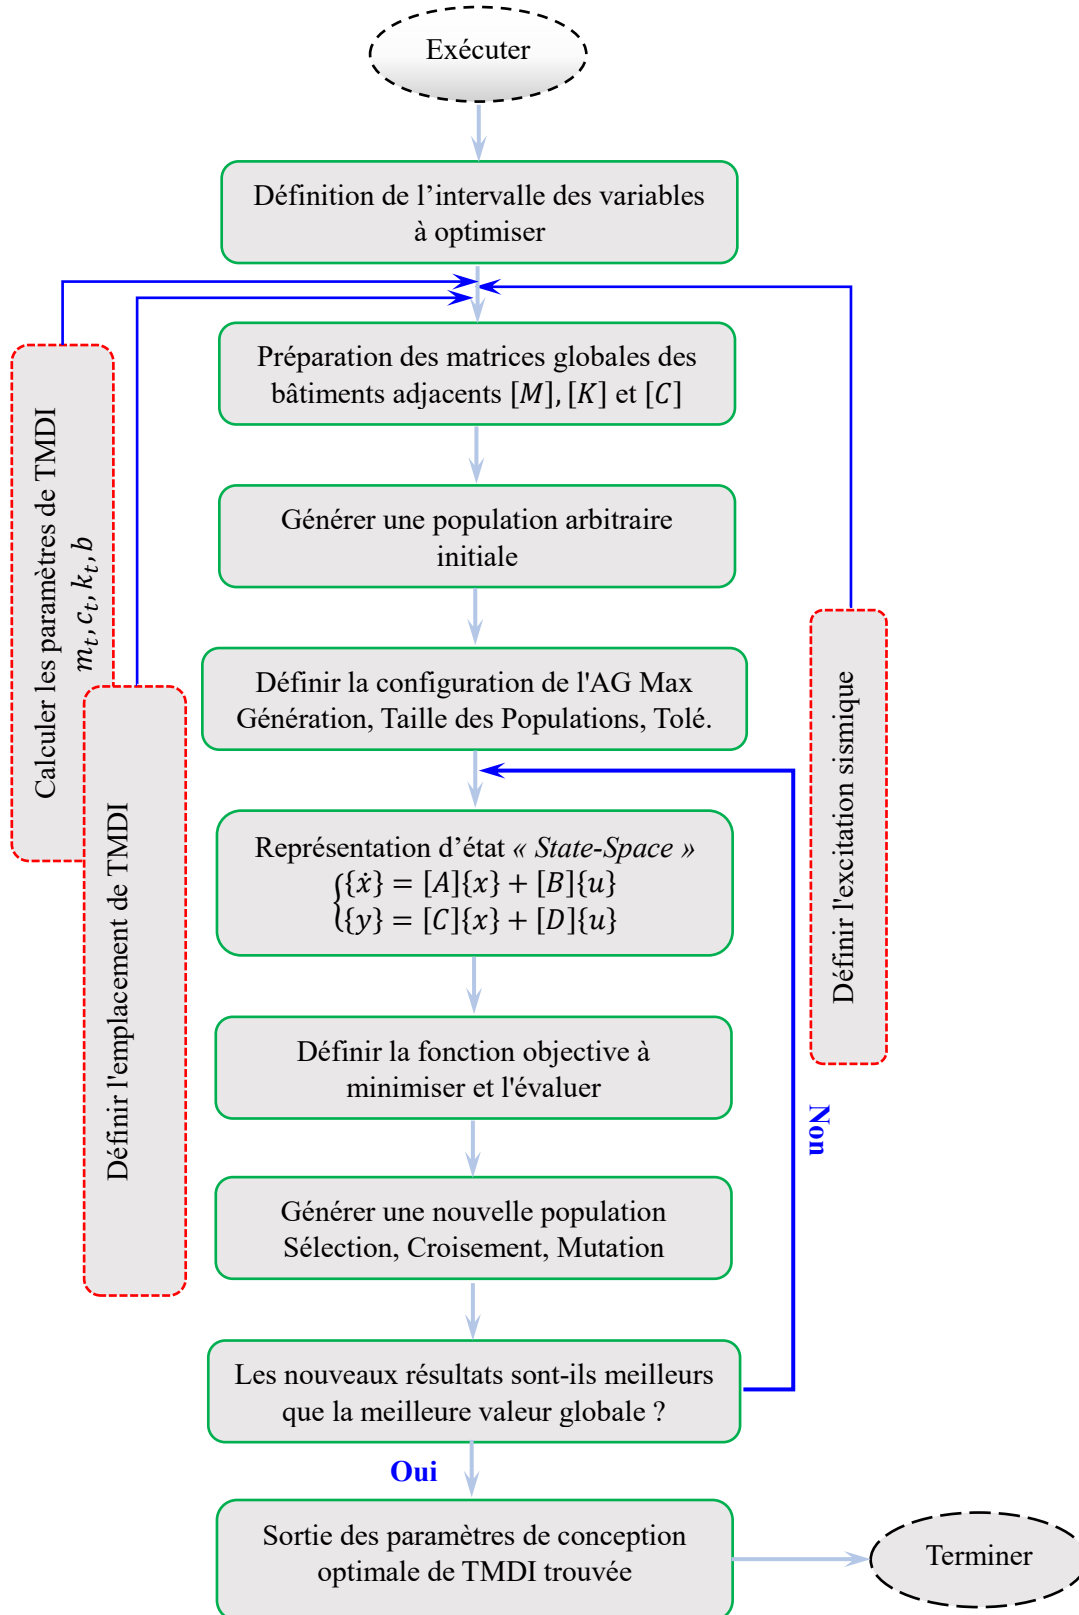 Exécuter
Définition de l’intervalle des variables
à optimiser
Préparation des matrices globales des
bâtiments adjacents [M], [K] et [C]
Générer une population arbitraire
initiale
Définir la configuration de l'AG Max
Génération, Taille des Populations, Tolé.
Représentation d’état « State-Space »
{ẋ} = [A]{x} + [B]{u}
{y} = [C]{x} + [D]{u}
Définir la fonction objective à
minimiser et l'évaluer
Générer une nouvelle population
Sélection, Croisement, Mutation
Les nouveaux résultats sont-ils meilleurs
que la meilleure valeur globale ?
Oui
Non
Sortie des paramètres de conception
optimale de TMDI trouvée
Terminer
Calculer les paramètres de TMDI
m_t, c_t, k_t, b
Définir l'emplacement de TMDI
Définir l'excitation sismique